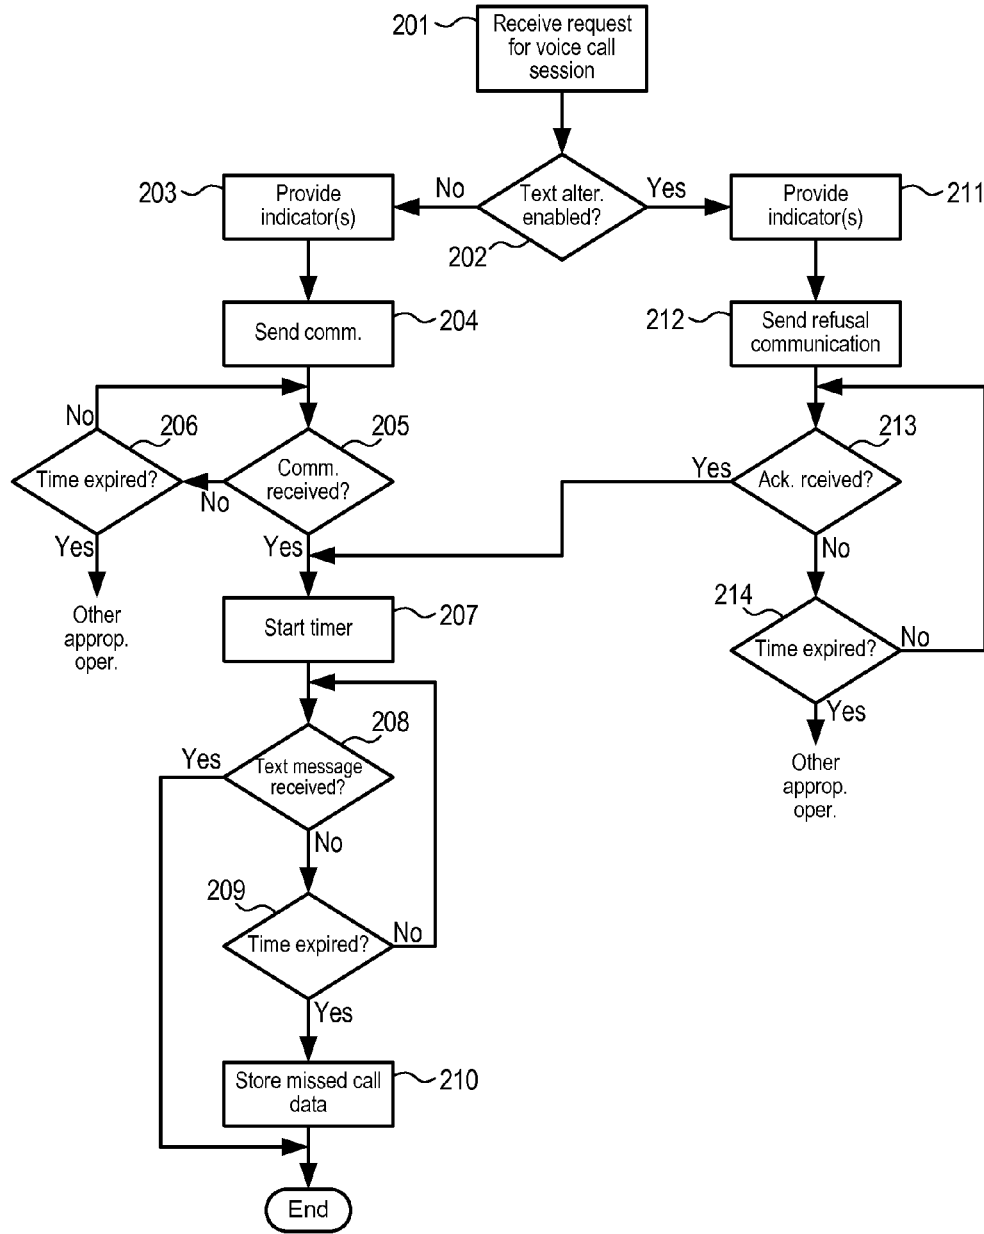 201
Receive request
for voice call
session
203
Provide
indicator(s)
No
Text alter.
enabled?
202
Yes
Provide
indicator(s)
211
Send comm.
204
212
Send refusal
communication
No
206
Time expired?
Yes
Other
approp.
oper.
205
Comm.
received?
No
Yes
213
Ack. rceived?
Yes
No
214
Time expired?
No
Yes
Other
approp.
oper.
Start timer
207
208
Text message
received?
Yes
No
209
Time expired?
No
Yes
Store missed call
data
210
End